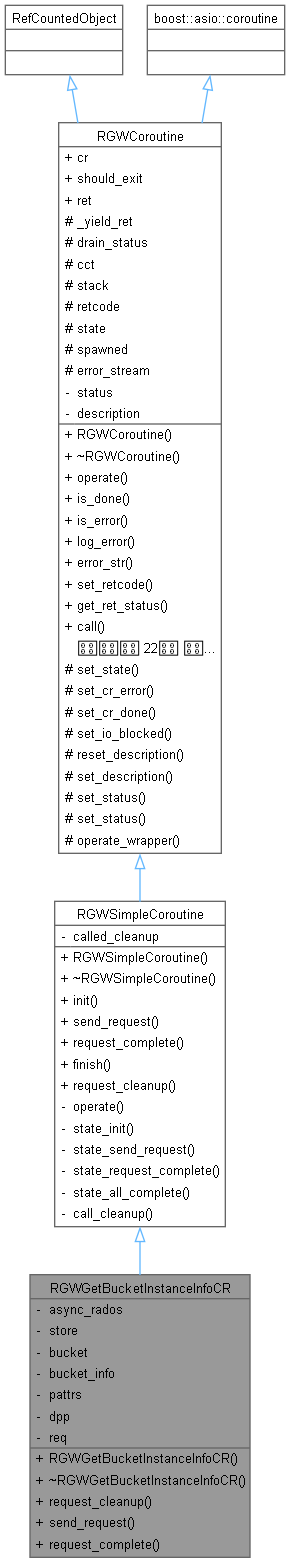 RefCountedObject
boost::asio::coroutine
RGWCoroutine
+ cr
+ should_exit
+ ret
# _yield_ret
# drain_status
# cct
# stack
# retcode
# state
# spawned
# error_stream
- status
- description
+ RGWCoroutine()
+ ~RGWCoroutine()
+ operate()
+ is_done()
+ is_error()
+ log_error()
+ error_str()
+ set_retcode()
+ get_ret_status()
+ call()
22 ...
# set_state()
# set_cr_error()
# set_cr_done()
# set_io_blocked()
# reset_description()
# set_description()
# set_status()
# set_status()
# operate_wrapper()
RGWSimpleCoroutine
- called_cleanup
+ RGWSimpleCoroutine()
+ ~RGWSimpleCoroutine()
+ init()
+ send_request()
+ request_complete()
+ finish()
+ request_cleanup()
- operate()
- state_init()
- state_send_request()
- state_request_complete()
- state_all_complete()
- call_cleanup()
RGWGetBucketInstanceInfoCR
- async_rados
- store
- bucket
- bucket_info
- pattrs
- dpp
- req
+ RGWGetBucketInstanceInfoCR()
+ ~RGWGetBucketInstanceInfoCR()
+ request_cleanup()
+ send_request()
+ request_complete()